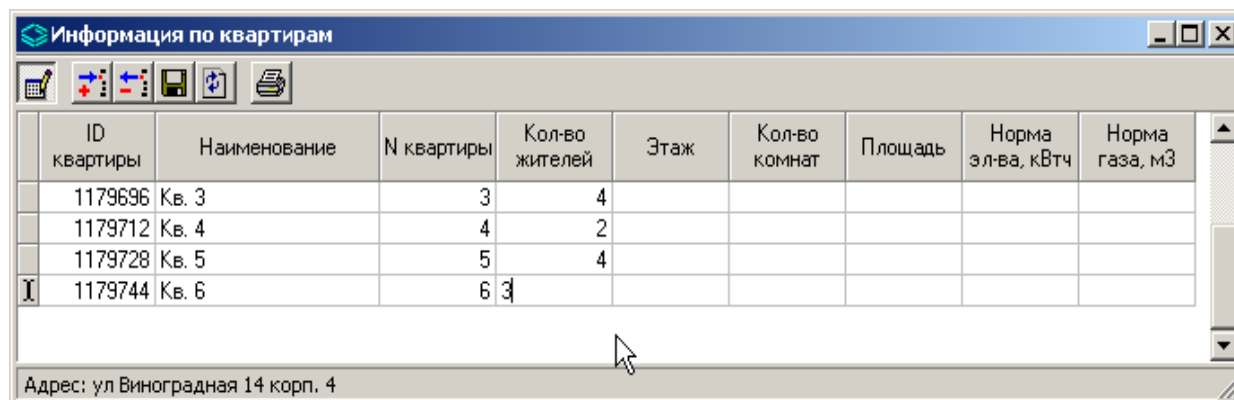 Информация по квартирам
ID квартиры Наименование N квартиры Кол-во жителей Этаж Кол-во комнат Площадь Норма эл-ва, кВтч Норма газа, м3
1179696 Кв. 3 3 4
1179712 Кв. 4 4 2
1179728 Кв. 5 5 4
1179744 Кв. 6 6 3
Адрес: ул Виноградная 14 корп. 4